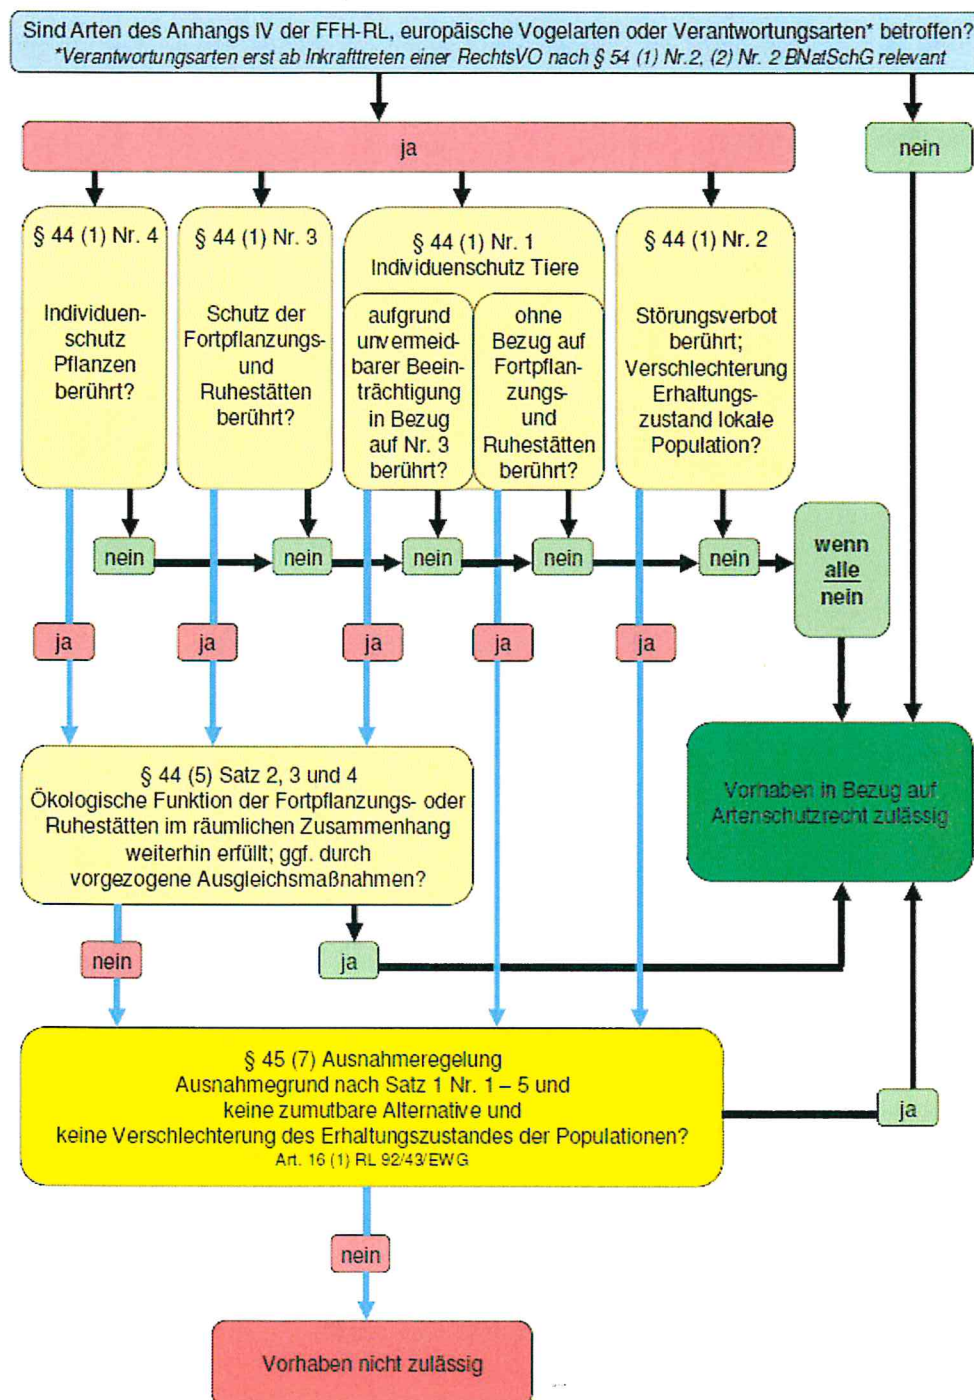 Sind Arten des Anhangs IV der FFH-RL, europäische Vogelarten oder Verantwortungsarten* betroffen?
*Verantwortungsarten erst ab Inkrafttreten einer RechtsVO nach § 54 (1) Nr.2, (2) Nr. 2 BNatSchG relevant
ja
nein
§ 44 (1) Nr. 4
Individuen-
schutz
Pflanzen
berührt?
§ 44 (1) Nr. 3
Schutz der
Fortpflanzungs-
und
Ruhestätten
berührt?
§ 44 (1) Nr. 1
Individuenschutz Tiere
aufgrund
unvermeid-
barer Beein-
trächtigung
in Bezug
auf Nr. 3
berührt?
ohne
Bezug auf
Fortpflan-
zungs-
und
Ruhestätten
berührt?
§ 44 (1) Nr. 2
Störungsverbot
berührt;
Verschlechterung
Erhaltungs-
zustand lokale
Population?
nein
nein
nein
nein
nein
wenn
alle
nein
ja
ja
ja
ja
ja
§ 44 (5) Satz 2, 3 und 4
Ökologische Funktion der Fortpflanzungs- oder
Ruhestätten im räumlichen Zusammenhang
weiterhin erfüllt; ggf. durch
vorgezogene Ausgleichsmaßnahmen?
Vorhaben in Bezug auf
Artenschutzrecht zulässig
nein
ja
§ 45 (7) Ausnahmeregelung
Ausnahmegrund nach Satz 1 Nr. 1 – 5 und
keine zumutbare Alternative und
keine Verschlechterung des Erhaltungszustandes der Populationen?
Art. 16 (1) RL 92/43/EWG
ja
nein
Vorhaben nicht zulässig